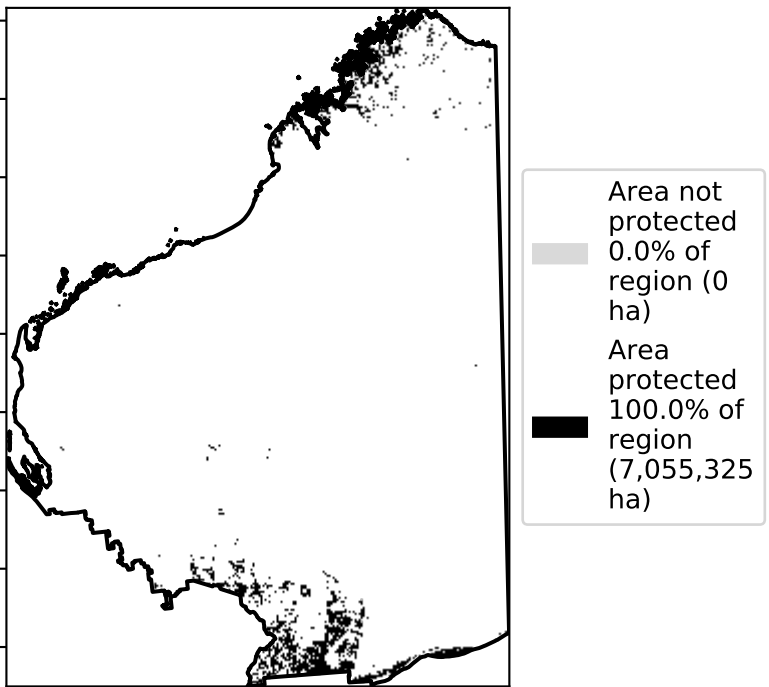 Area not
protected
0.0% of
region (0
ha)
Area
protected
100.0% of
region
(7,055,325
ha)